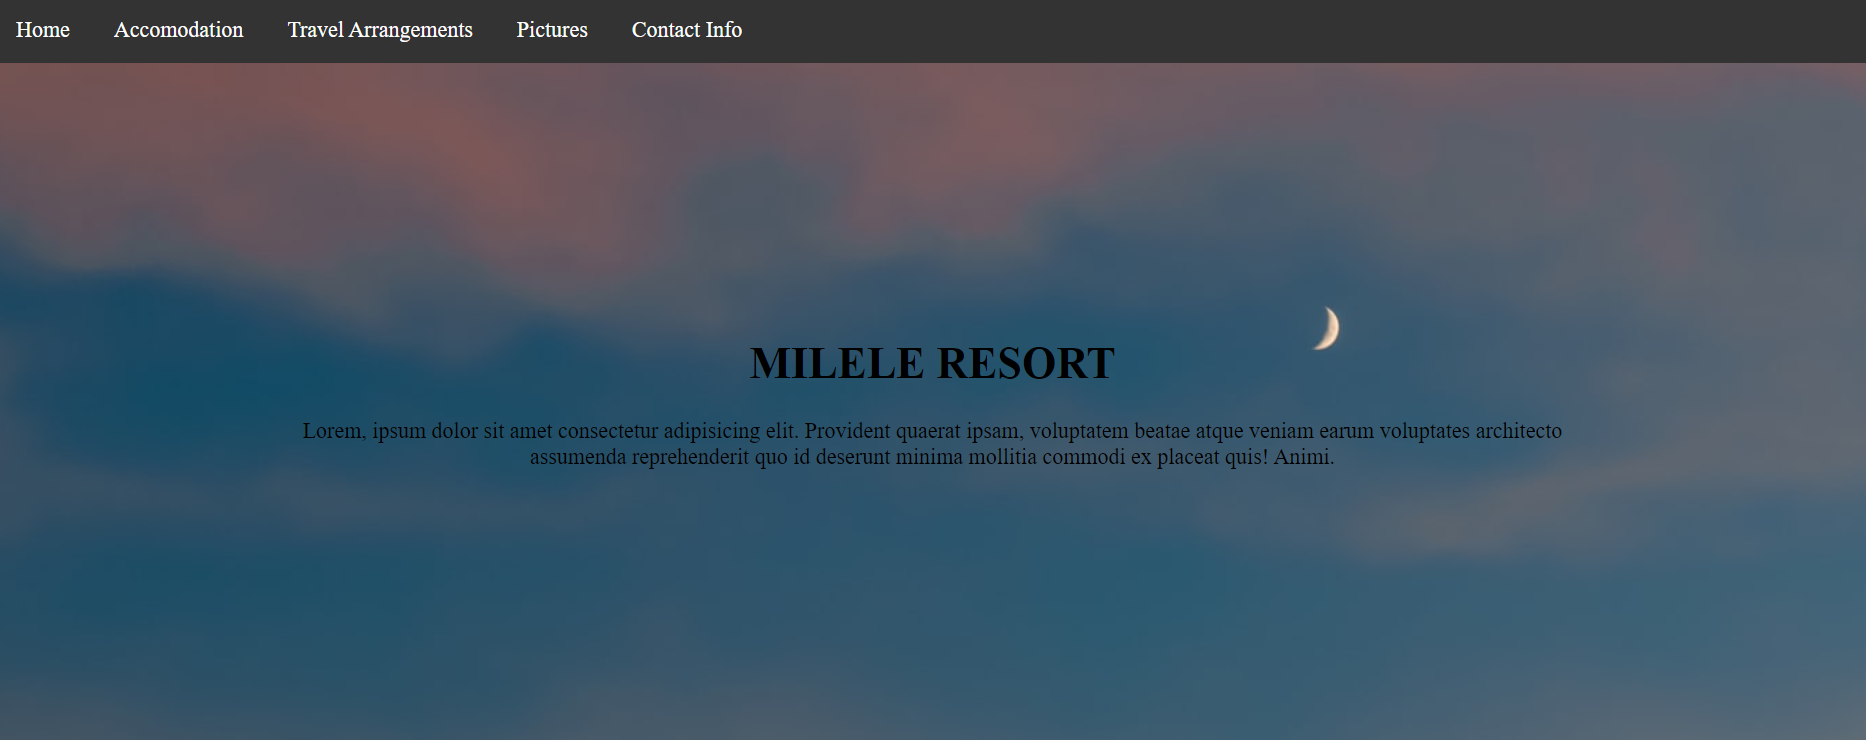 Home Accomodation Travel Arrangements Pictures Contact Info
MILELE RESORT
Lorem, ipsum dolor sit amet consectetur adipisicing elit. Provident quaerat ipsam, voluptatem beatae atque veniam earum voluptates architecto
assumenda reprehenderit quo id deserunt minima mollitia commodi ex placeat quis! Animi.